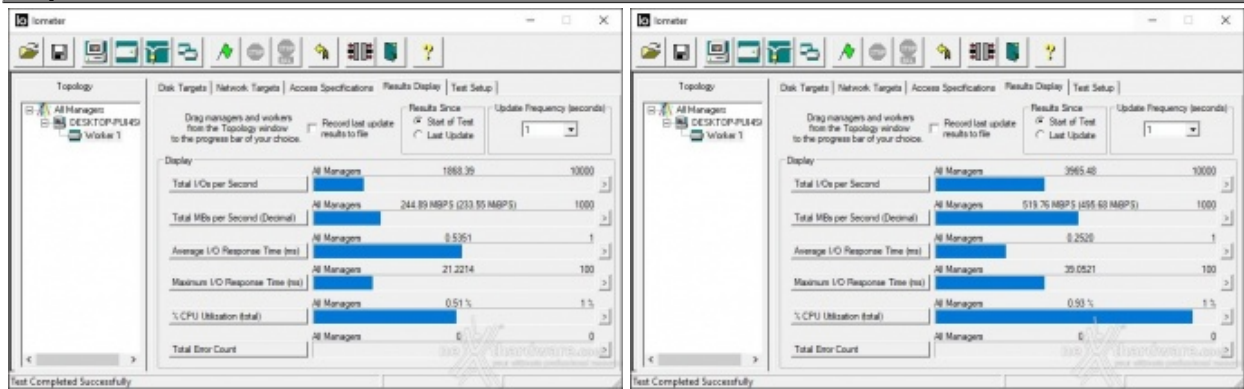 Iometer
Topology
All Managers
Worker 1
Disk Targets | Network Targets | Access Specifications | Results Display | Test Setup
Drag managers and workers
from the Topology window
to the progress bar of your choice.
Record last update
results to file
Results Since
Start of Test
Last Update
Update Frequency (seconds)
1
Display
All Managers 1868.39 10000
Total I/Os per Second
All Managers 244.89 MBPS (233.55 MiBPS) 1000
Total MBs per Second (Decimal)
All Managers 0.5351 1
Average I/O Response Time (ms)
All Managers 21.2214 100
Maximum I/O Response Time (ms)
All Managers 0.51 % 1 %
% CPU Utilization (total)
All Managers 0 0
Total Error Count
Test Completed Successfully
Iometer
Topology
All Managers
Worker 1
Disk Targets | Network Targets | Access Specifications | Results Display | Test Setup
Drag managers and workers
from the Topology window
to the progress bar of your choice.
Record last update
results to file
Results Since
Start of Test
Last Update
Update Frequency (seconds)
1
Display
All Managers 3965.48 10000
Total I/Os per Second
All Managers 519.76 MBPS (495.68 MiBPS) 1000
Total MBs per Second (Decimal)
All Managers 0.2520 1
Average I/O Response Time (ms)
All Managers 39.0521 100
Maximum I/O Response Time (ms)
All Managers 0.93 % 1 %
% CPU Utilization (total)
All Managers 0 0
Total Error Count
Test Completed Successfully